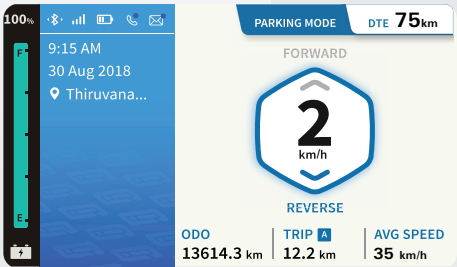 100%
F
E
9:15 AM
30 Aug 2018
Thiruvana...
PARKING MODE
DTE 75km
FORWARD
2
km/h
REVERSE
ODO
13614.3 km
TRIP A
12.2 km
AVG SPEED
35 km/h